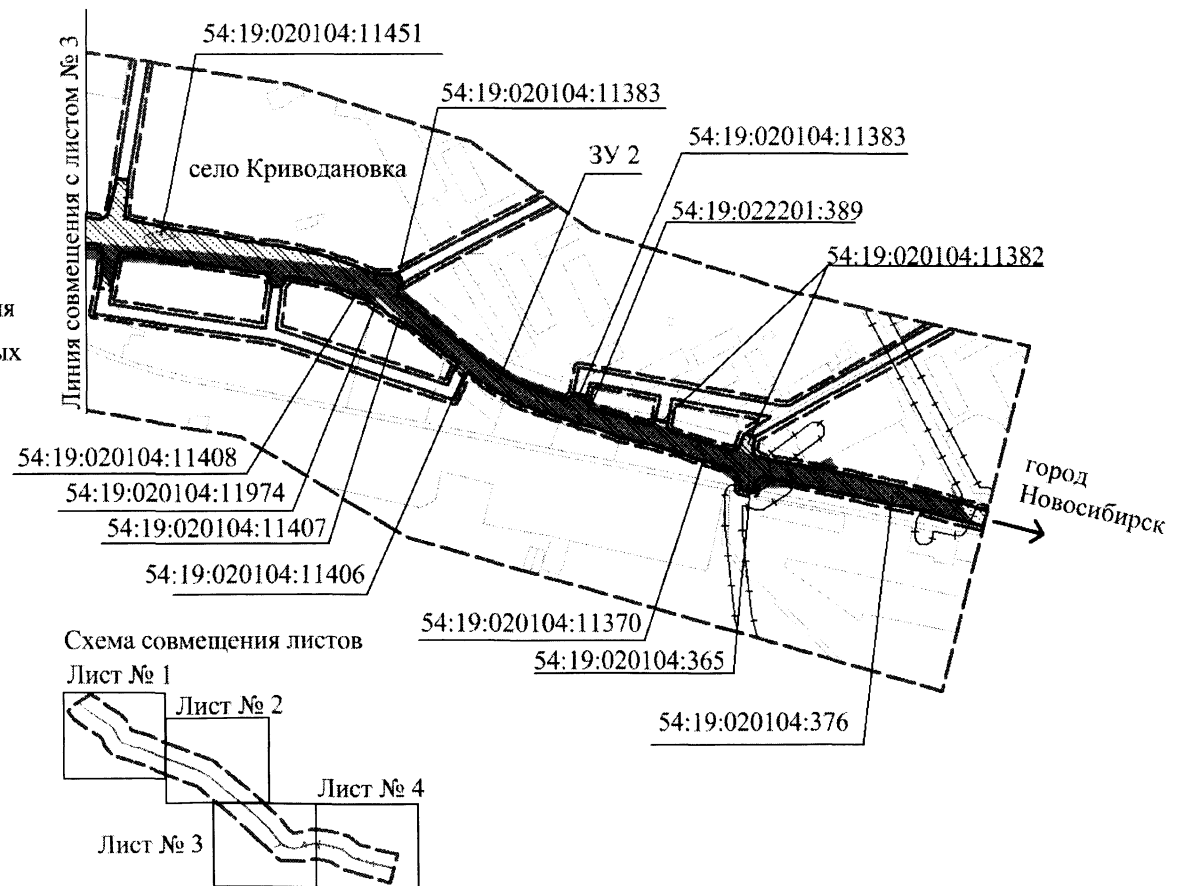 54:19:020104:11451
Линия совмещения с листом № 3
54:19:020104:11383
село Криводановка
ЗУ 2
54:19:020104:11383
54:19:022201:389
54:19:020104:11382
ия
ых
54:19:020104:11408
54:19:020104:11974
54:19:020104:11407
54:19:020104:11406
город
Новосибирск
54:19:020104:11370
54:19:020104:365
54:19:020104:376
Схема совмещения листов
Лист № 1
Лист № 2
Лист № 3
Лист № 4